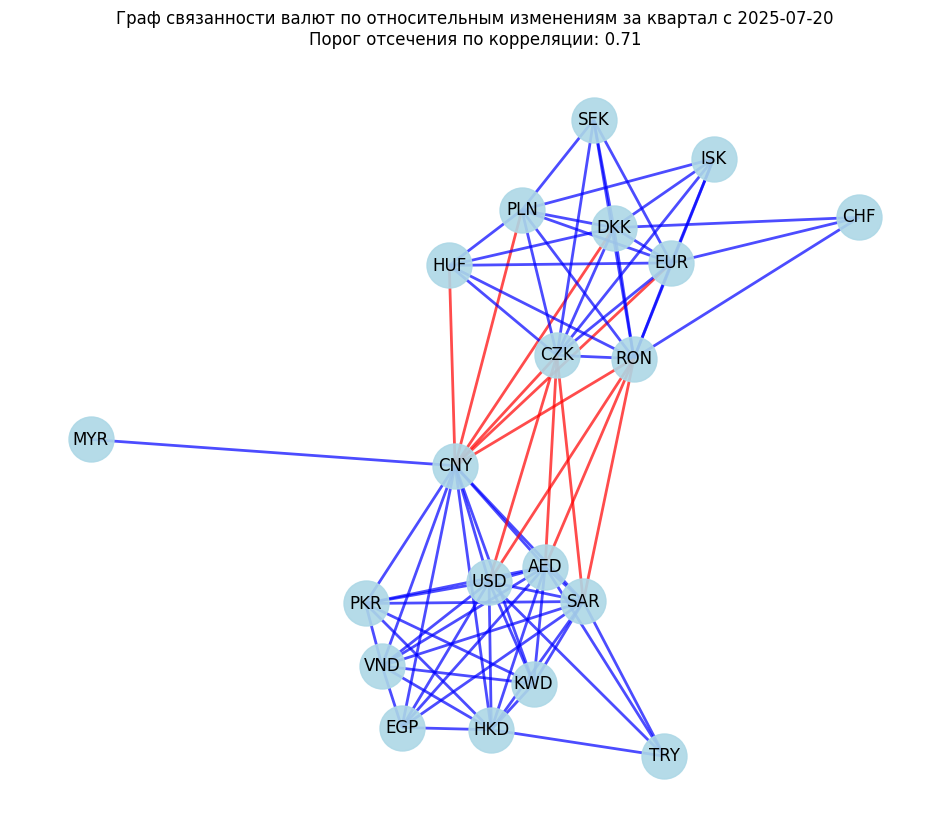 Граф связанности валют по относительным изменениям за квартал с 2025-07-20
Порог отсечения по корреляции: 0.71
SEK
ISK
PLN
CHF
DKK
HUF
EUR
CZK
RON
MYR
CNY
AED
USD
PKR
SAR
VND
KWD
EGP
HKD
TRY